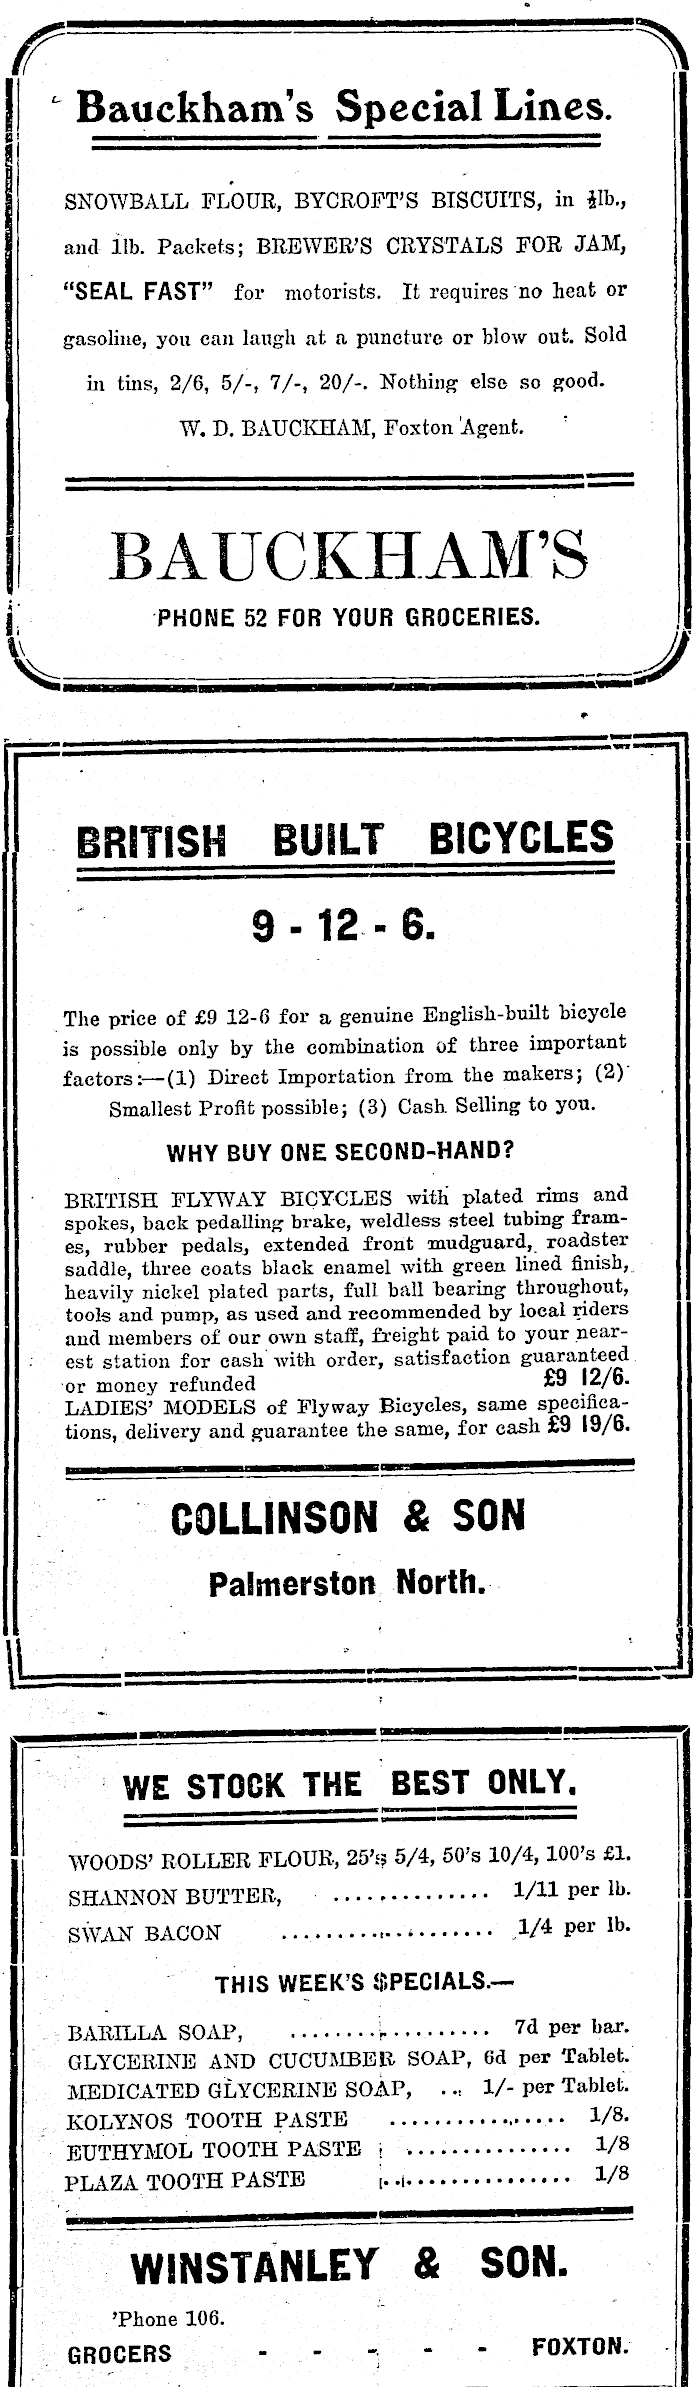 Bauckham's Special Lines.
SNOWBALL FLOUR, BYCROFT'S BISCUITS, in ½lb.,
and 1lb. Packets; BREWER'S CRYSTALS FOR JAM,
"SEAL FAST" for motorists. It requires no heat or
gasoline, you can laugh at a puncture or blow out. Sold
in tins, 2/6, 5/-, 7/-, 20/-. Nothing else so good.
W. D. BAUCKHAM, Foxton Agent.
BAUCKHAM'S
PHONE 52 FOR YOUR GROCERIES.
BRITISH BUILT BICYCLES
9 - 12 - 6.
The price of £9 12-6 for a genuine English-built bicycle
is possible only by the combination of three important
factors:—(1) Direct Importation from the makers; (2)
Smallest Profit possible; (3) Cash Selling to you.
WHY BUY ONE SECOND-HAND?
BRITISH FLYWAY BICYCLES with plated rims and
spokes, back pedalling brake, weldless steel tubing fram-
es, rubber pedals, extended front mudguard, roadster
saddle, three coats black enamel with green lined finish,
heavily nickel plated parts, full ball bearing throughout,
tools and pump, as used and recommended by local riders
and members of our own staff, freight paid to your near-
est station for cash with order, satisfaction guaranteed
or money refunded £9 12/6.
LADIES' MODELS of Flyway Bicycles, same specifica-
tions, delivery and guarantee the same, for cash £9 19/6.
COLLINSON & SON
Palmerston North.
WE STOCK THE BEST ONLY.
WOODS' ROLLER FLOUR, 25's 5/4, 50's 10/4, 100's £1.
SHANNON BUTTER, .............. 1/11 per lb.
SWAN BACON .................... 1/4 per lb.
THIS WEEK'S SPECIALS.—
BARILLA SOAP, ................... 7d per bar.
GLYCERINE AND CUCUMBER SOAP, 6d per Tablet.
MEDICATED GLYCERINE SOAP, ... 1/- per Tablet.
KOLYNOS TOOTH PASTE ................. 1/8.
EUTHYMOL TOOTH PASTE ............... 1/8
PLAZA TOOTH PASTE .................. 1/8
WINSTANLEY & SON.
'Phone 106.
GROCERS - - - - - FOXTON.